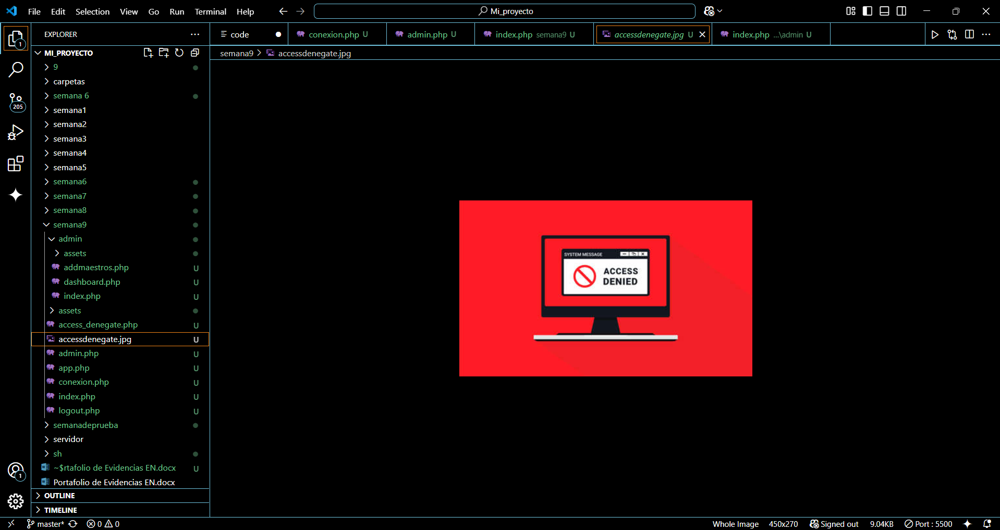 File Edit Selection View Go Run Terminal Help
Mi_proyecto
EXPLORER
code
conexion.php U
admin.php U
index.php semana9 U
accessdenegate.jpg U
index.php ...\admin U
semana9 > accessdenegate.jpg
1
205
MI_PROYECTO
9
carpetas
semana 6
semana1
semana2
semana3
semana4
semana5
semana6
semana7
semana8
semana9
admin
assets
addmaestros.php U
dashboard.php U
index.php U
assets
access_denegate.php U
accessdenegate.jpg U
admin.php U
app.php U
conexion.php U
index.php U
logout.php U
semanadeprueba
servidor
sh
~$rtafolio de Evidencias EN.docx U
Portafolio de Evidencias EN.docx
OUTLINE
TIMELINE
1
SYSTEM MESSAGE
ACCESS
DENIED
master* 0 0
Whole Image 450x270 Signed out 9.04KB Port : 5500